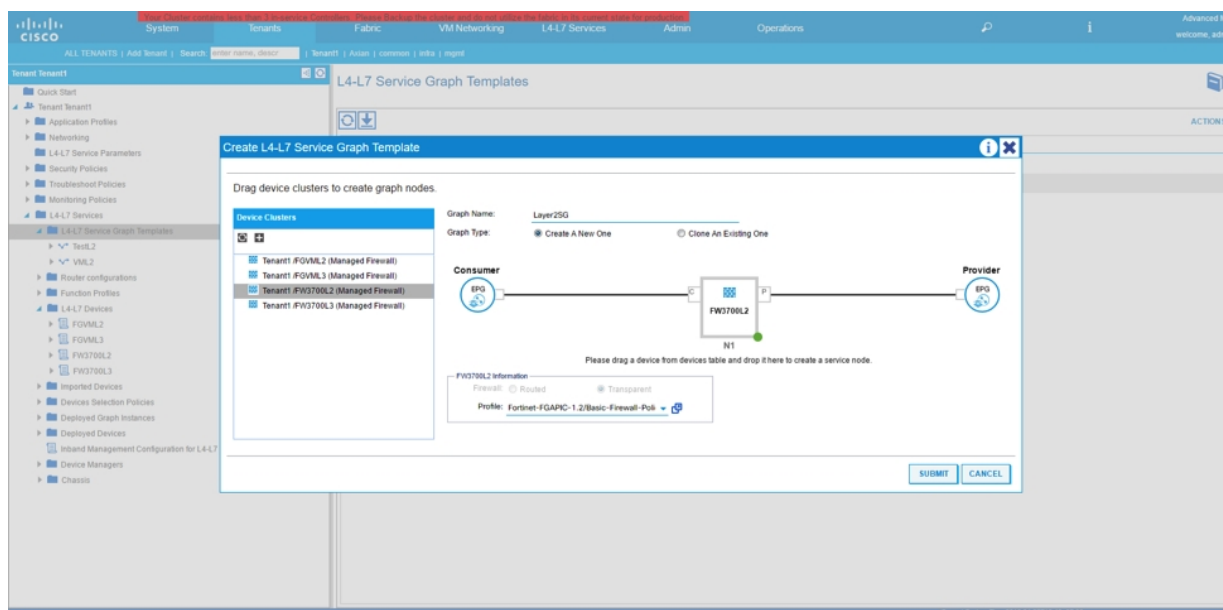 Your Cluster contains less than 3 in-service Controllers. Please Backup the cluster and do not utilize the fabric in its current state for production.
CISCO
System
Tenants
Fabric
VM Networking
L4-L7 Services
Admin
Operations
i
Advanced
welcome, ad
ALL TENANTS | Add Tenant | Search: enter name, descr | Tenant1 | Asian | common | infra | mgmt
Tenant Tenant1
Quick Start
Tenant Tenant1
Application Profiles
Networking
L4-L7 Service Parameters
Security Policies
Troubleshoot Policies
Monitoring Policies
L4-L7 Services
L4-L7 Service Graph Templates
TestL2
VML2
Router configurations
Function Profiles
L4-L7 Devices
FGVML2
FGVML3
FW3700L2
FW3700L3
Imported Devices
Devices Selection Policies
Deployed Graph Instances
Deployed Devices
Inband Management Configuration for L4-L7
Device Managers
Chassis
L4-L7 Service Graph Templates
ACTIONS
Create L4-L7 Service Graph Template
i
Drag device clusters to create graph nodes.
Device Clusters
Tenant1 /FGVML2 (Managed Firewall)
Tenant1 /FGVML3 (Managed Firewall)
Tenant1 /FW3700L2 (Managed Firewall)
Tenant1 /FW3700L3 (Managed Firewall)
Graph Name: Layer2SG
Graph Type: Create A New One Clone An Existing One
Consumer
EPG
C
FW3700L2
P
N1
Provider
EPG
Please drag a device from devices table and drop it here to create a service node.
FW3700L2 Information
Firewall: Routed Transparent
Profile: Fortinet-FGAPIC-1.2/Basic-Firewall-Poli
SUBMIT
CANCEL